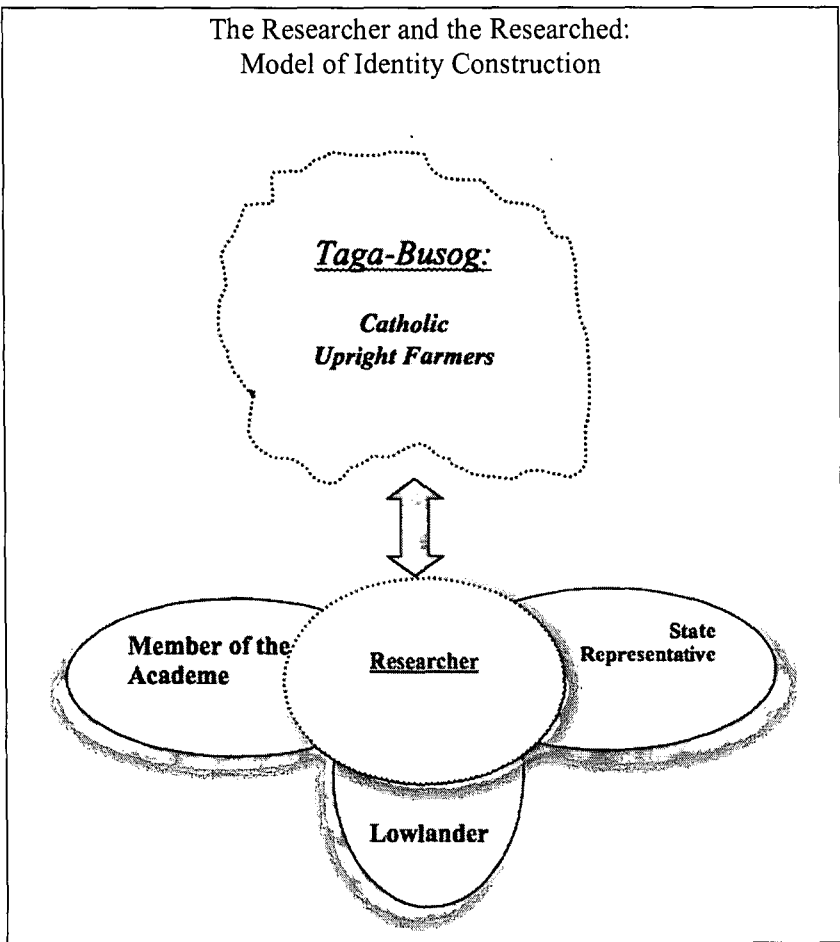 The Researcher and the Researched:
Model of Identity Construction
Taga-Busog:
Catholic
Upright Farmers
Member of the
Academe
Researcher
State
Representative
Lowlander